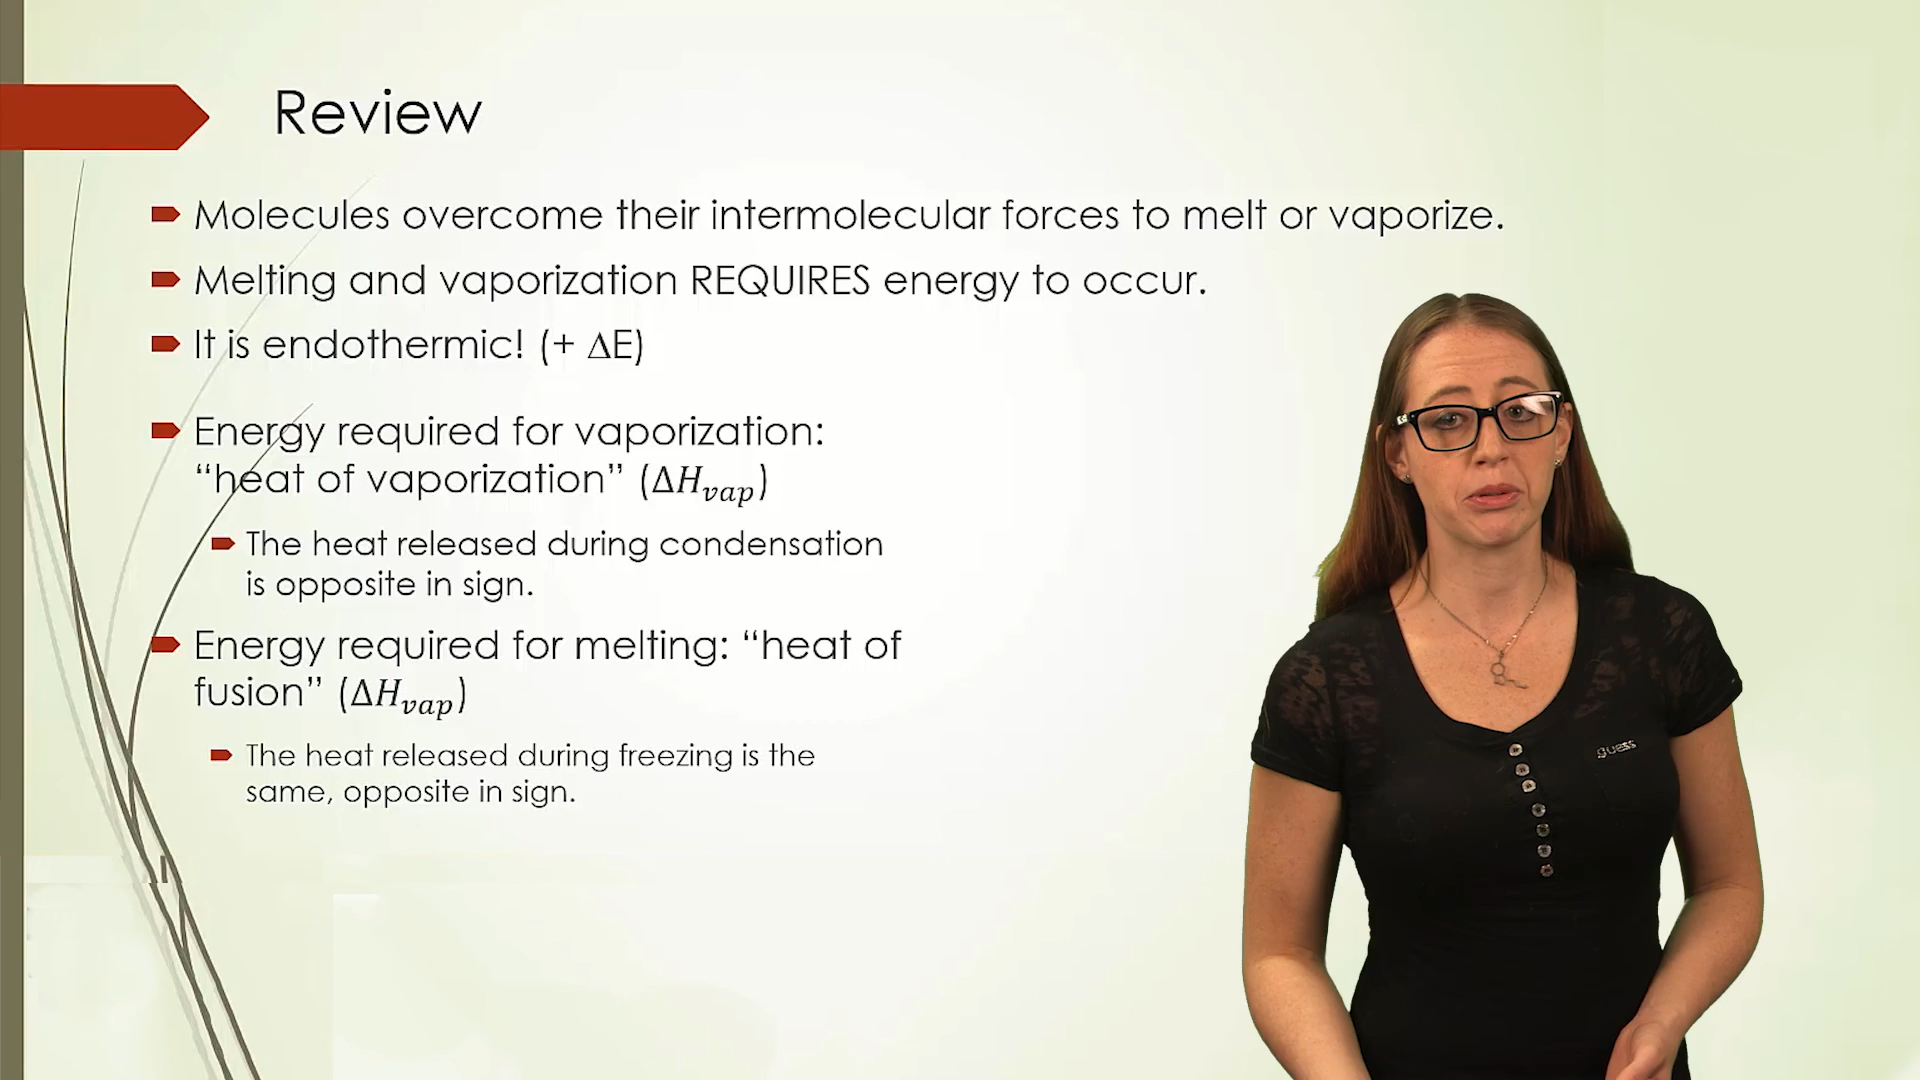 Review
Molecules overcome their intermolecular forces to melt or vaporize.
Melting and vaporization REQUIRES energy to occur.
It is endothermic! (+ ΔE)
Energy required for vaporization:
“heat of vaporization” (ΔH_vap)
The heat released during condensation
is opposite in sign.
Energy required for melting: “heat of
fusion” (ΔH_vap)
The heat released during freezing is the
same, opposite in sign.
GUESS